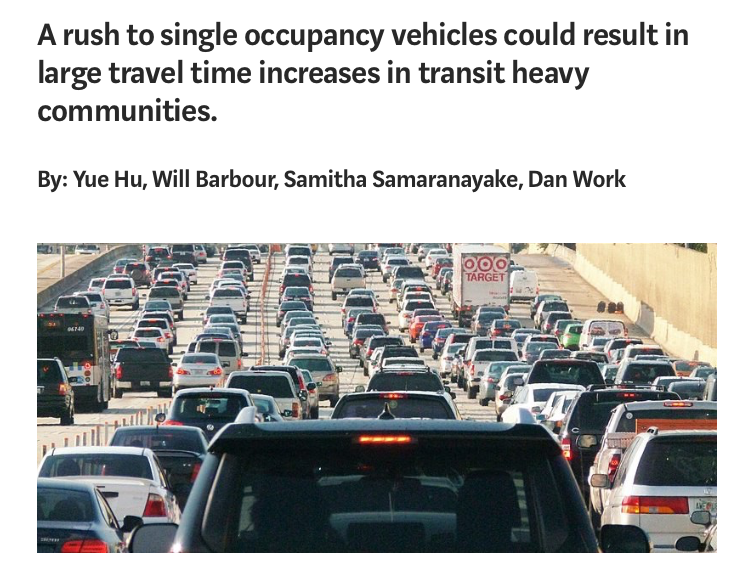 A rush to single occupancy vehicles could result in
large travel time increases in transit heavy
communities.
By: Yue Hu, Will Barbour, Samitha Samaranayake, Dan Work
TARGET